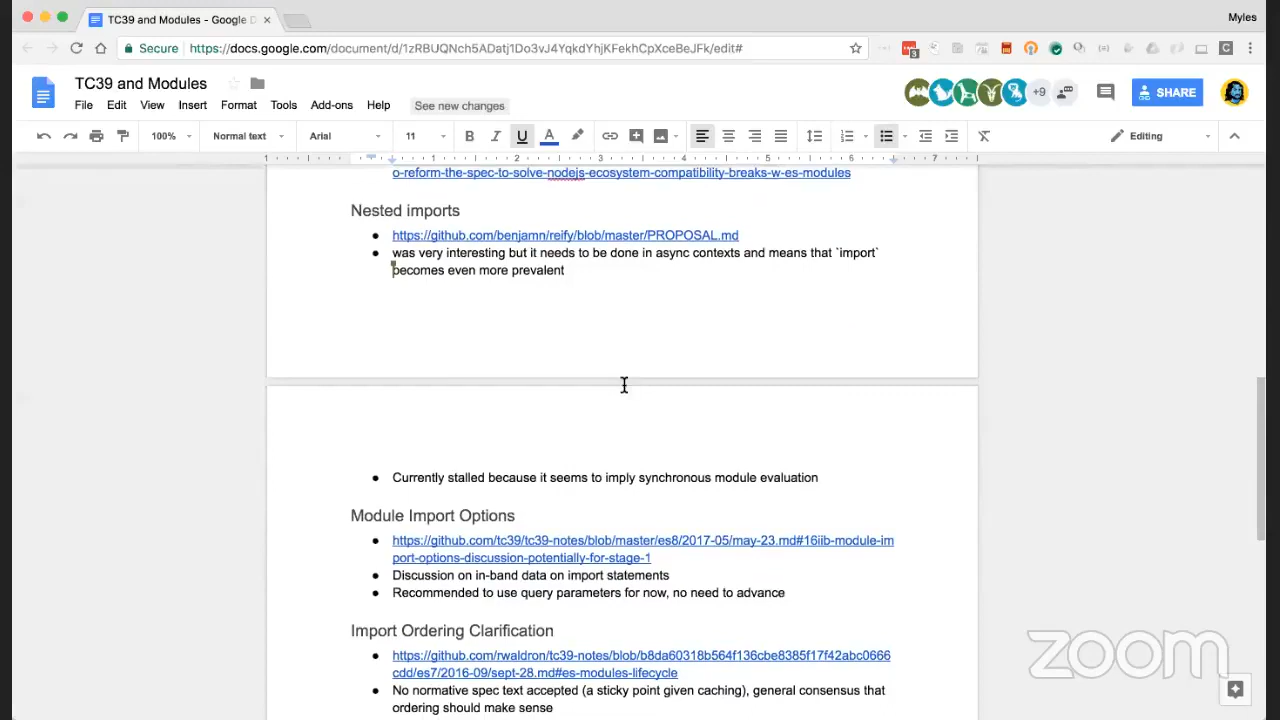 TC39 and Modules - Google D
Myles
Secure
https://docs.google.com/document/d/1zRBUQNch5ADatj1Do3vJ4YqkdYhjKFekhCpXceBeJFk/edit#
3
C
TC39 and Modules
File Edit View Insert Format Tools Add-ons Help See new changes
+9
SHARE
100% Normal text Arial 11 B I U A Editing
1 1 2 3 4 5 6 7
o-reform-the-spec-to-solve-nodejs-ecosystem-compatibility-breaks-w-es-modules
Nested imports
● https://github.com/benjamn/reify/blob/master/PROPOSAL.md
● was very interesting but it needs to be done in async contexts and means that `import`
becomes even more prevalent
● Currently stalled because it seems to imply synchronous module evaluation
Module Import Options
● https://github.com/tc39/tc39-notes/blob/master/es8/2017-05/may-23.md#16iib-module-im
port-options-discussion-potentially-for-stage-1
● Discussion on in-band data on import statements
● Recommended to use query parameters for now, no need to advance
Import Ordering Clarification
● https://github.com/rwaldron/tc39-notes/blob/b8da60318b564f136cbe8385f17f42abc0666
cdd/es7/2016-09/sept-28.md#es-modules-lifecycle
● No normative spec text accepted (a sticky point given caching), general consensus that
ordering should make sense
zoom